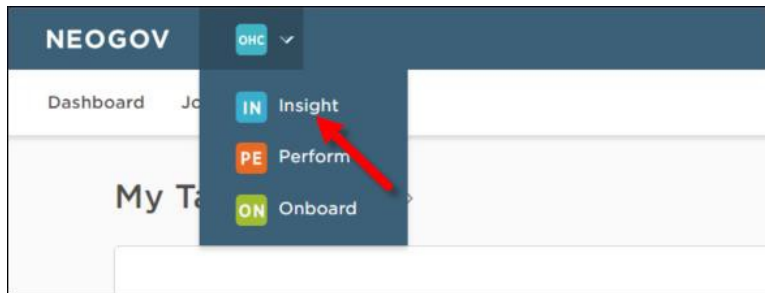 NEOGOV OHC
Dashboard
IN Insight
PE Perform
My
ON Onboard